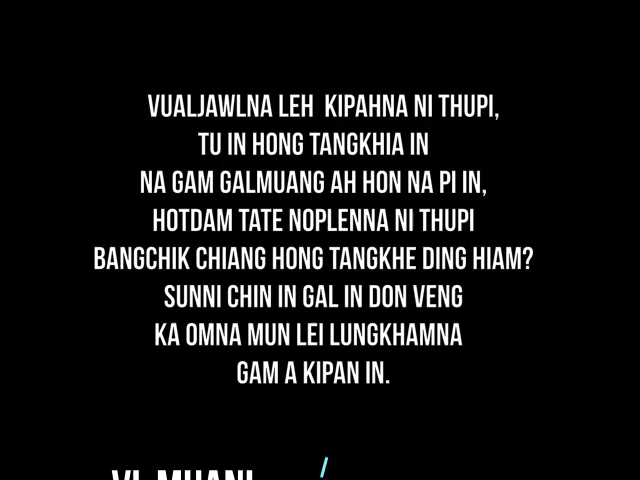 VUALJAWLNA LEH KIPAHNA NI THUPI,
TU IN HONG TANGKHIA IN
NA GAM GALMUANG AH HON NA PI IN,
HOTDAM TATE NOPLENNA NI THUPI
BANGCHIK CHIANG HONG TANGKHE DING HIAM?
SUNNI CHIN IN GAL IN DON VENG
KA OMNA MUN LEI LUNGKHAMNA
GAM A KIPAN IN.